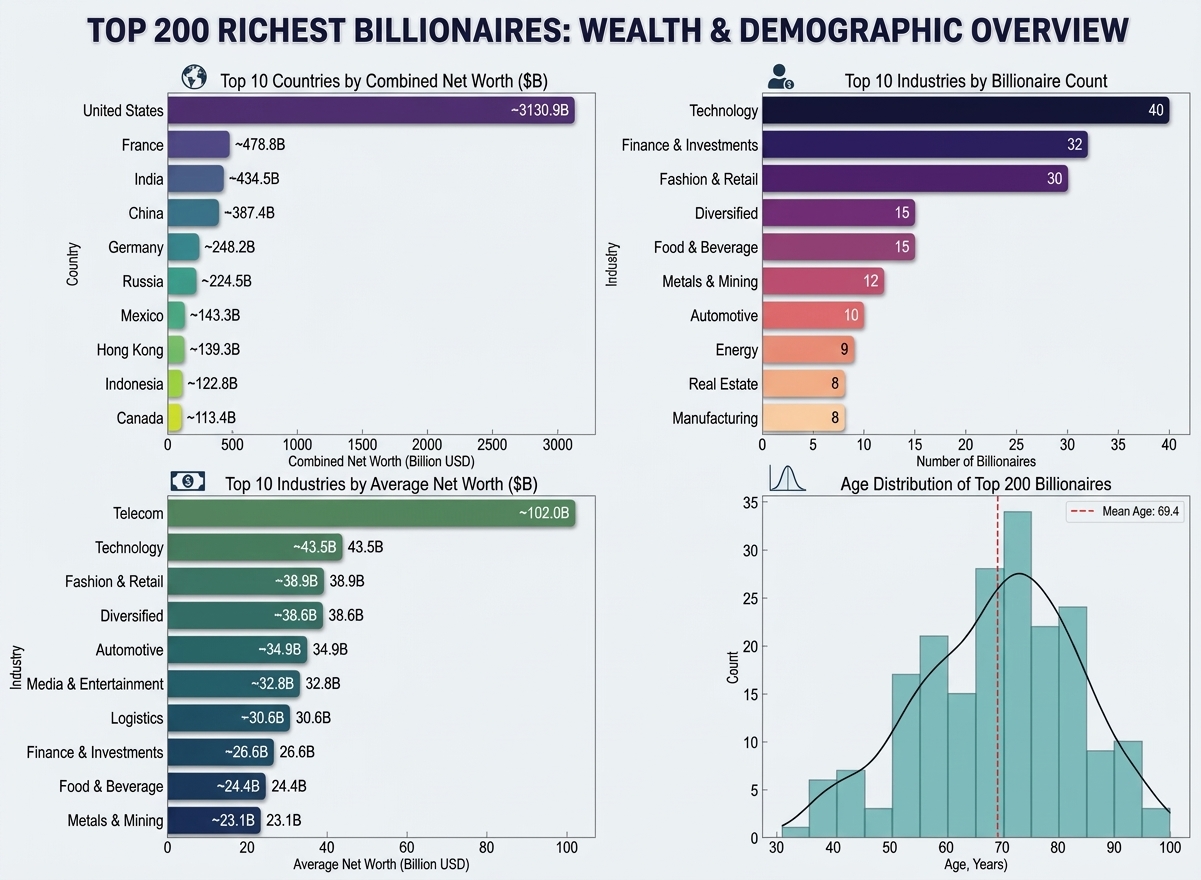 TOP 200 RICHEST BILLIONAIRES: WEALTH & DEMOGRAPHIC OVERVIEW
Top 10 Countries by Combined Net Worth ($B)
Country
United States ~3130.9B
France ~478.8B
India ~434.5B
China ~387.4B
Germany ~248.2B
Russia ~224.5B
Mexico ~143.3B
Hong Kong ~139.3B
Indonesia ~122.8B
Canada ~113.4B
0 500 1000 1500 2000 2500 3000
Combined Net Worth (Billion USD)
$
Top 10 Industries by Billionaire Count
Industry
Technology 40
Finance & Investments 32
Fashion & Retail 30
Diversified 15
Food & Beverage 15
Metals & Mining 12
Automotive 10
Energy 9
Real Estate 8
Manufacturing 8
0 5 10 15 20 25 30 35 40
Number of Billionaires
$
Top 10 Industries by Average Net Worth ($B)
Industry
Telecom ~102.0B
Technology ~43.5B 43.5B
Fashion & Retail ~38.9B 38.9B
Diversified ~38.6B 38.6B
Automotive ~34.9B 34.9B
Media & Entertainment ~32.8B 32.8B
Logistics ~30.6B 30.6B
Finance & Investments ~26.6B 26.6B
Food & Beverage ~24.4B 24.4B
Metals & Mining ~23.1B 23.1B
0 20 40 60 80 100
Average Net Worth (Billion USD)
Age Distribution of Top 200 Billionaires
Mean Age: 69.4
Count
35
30
25
20
15
10
5
0
30 40 50 60 70 80 90 100
Age, Years)